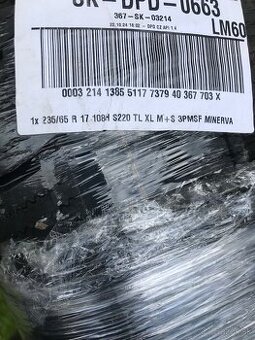 SK-DPD-0663
367-SK-03214
LM60
0003 214 1385 5117 7379 40 367 703 X
1x 235/65 R 17 108H S220 TL XL M+S 3PMSF MINERVA